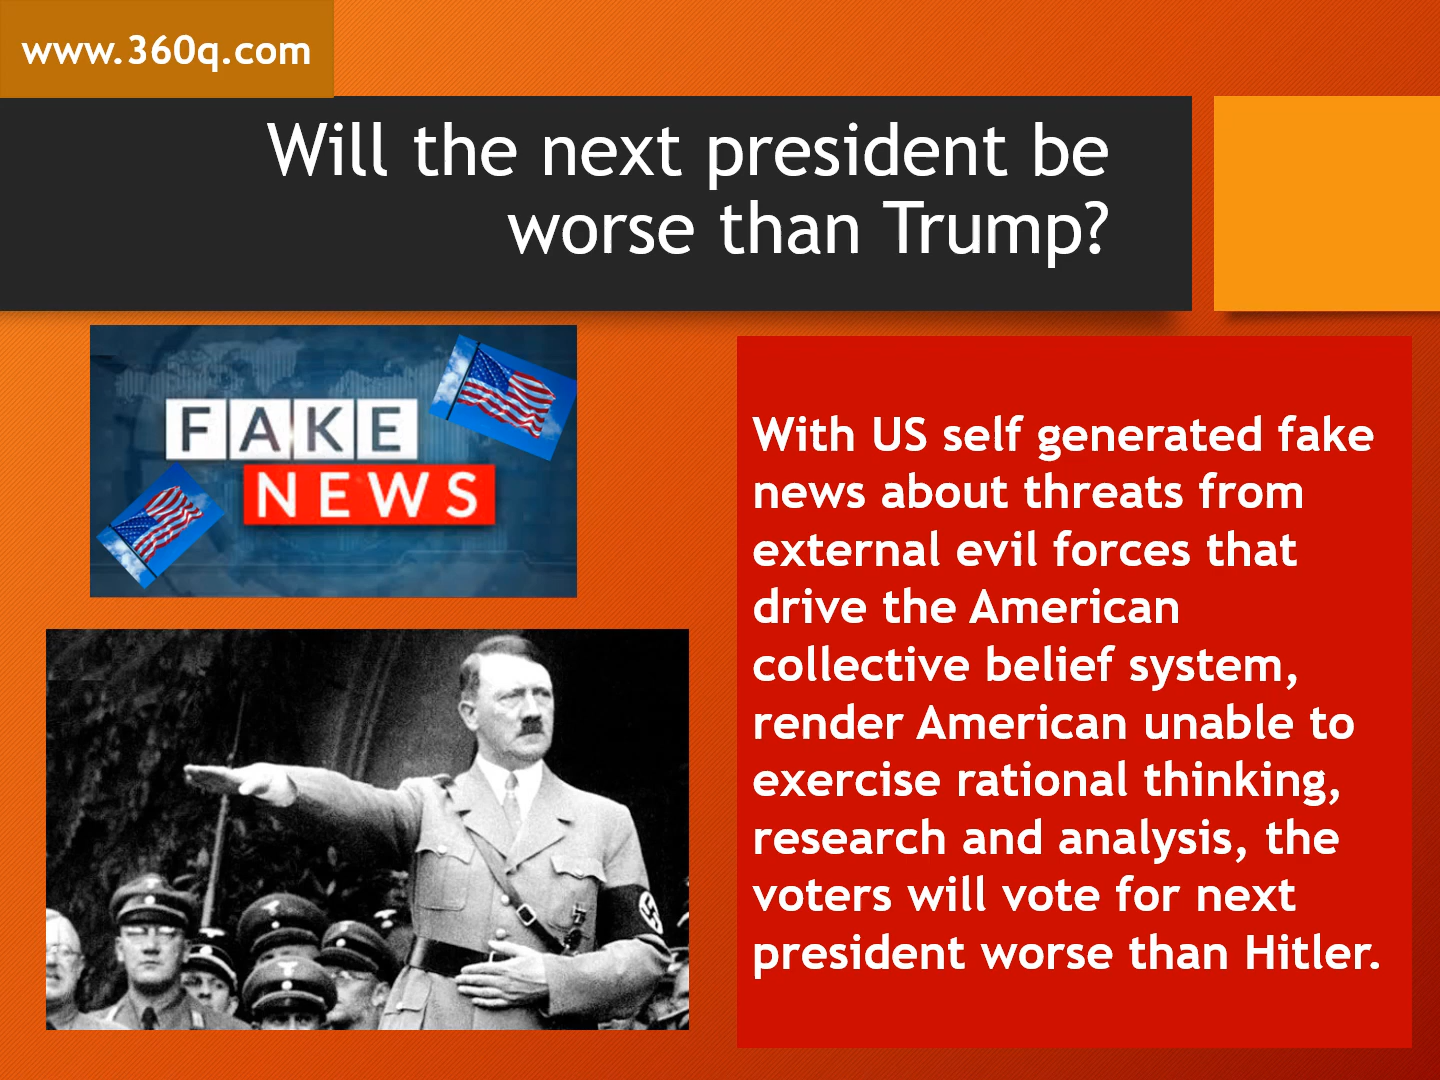 www.360q.com
Will the next president be
worse than Trump?
FAKE
NEWS
With US self generated fake
news about threats from
external evil forces that
drive the American
collective belief system,
render American unable to
exercise rational thinking,
research and analysis, the
voters will vote for next
president worse than Hitler.